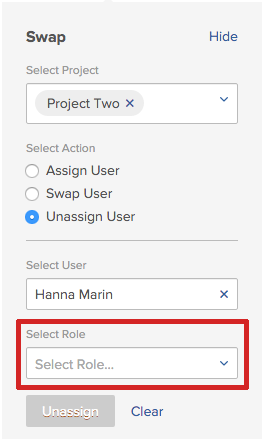 Swap Hide
Select Project
Project Two ×
Select Action
Assign User
Swap User
Unassign User
Select User
Hanna Marin ×
Select Role
Select Role...
Unassign Clear